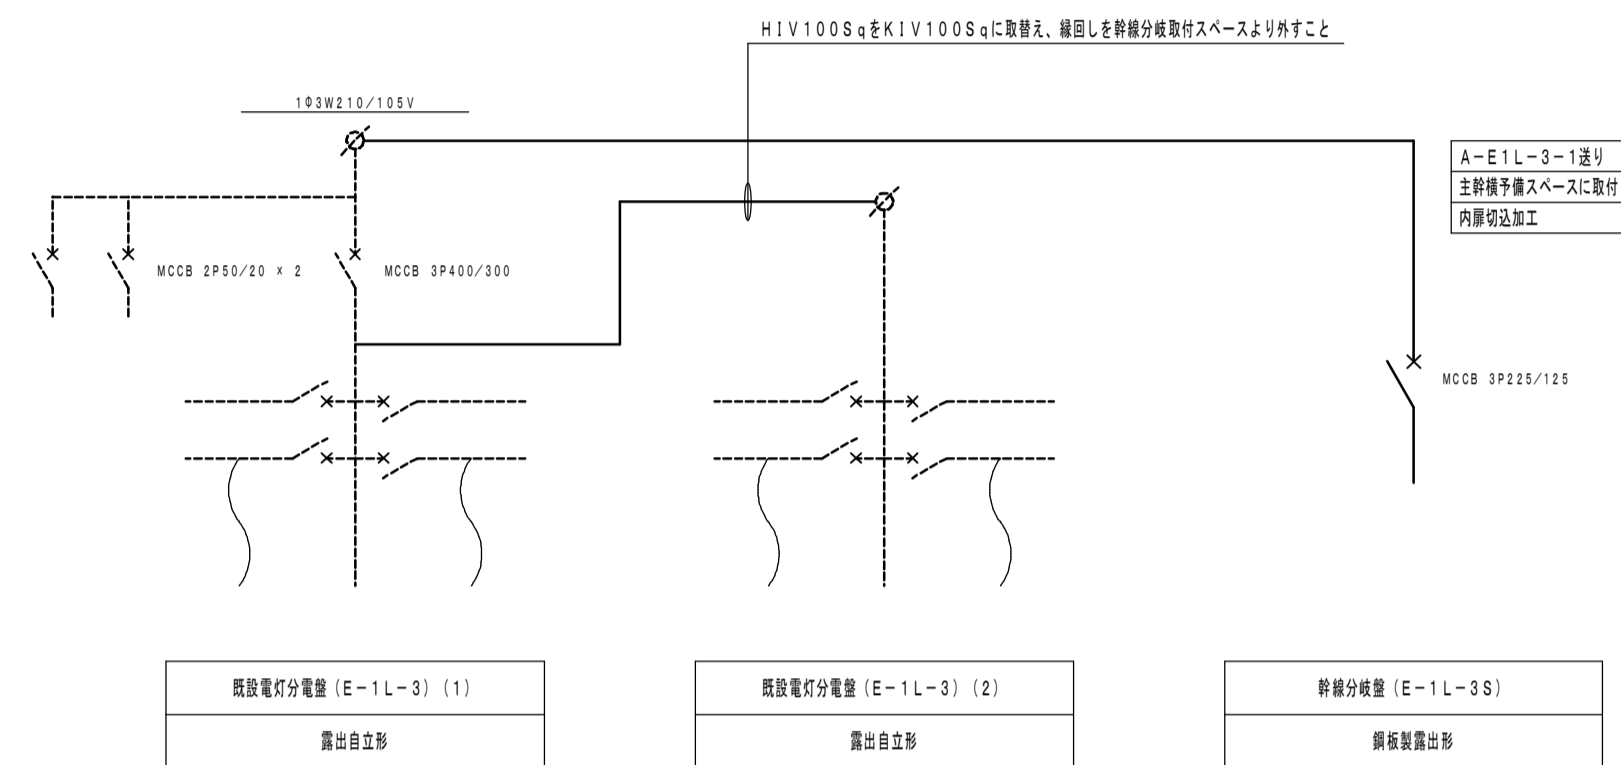 HIV100SqをKIV100Sqに取替え、縁回しを幹線分岐取付スペースより外すこと
1Φ3W210/105V
A-E1L-3-1送り
主幹横予備スペースに取付
内扉切込加工
MCCB 2P50/20 × 2
MCCB 3P400/300
MCCB 3P225/125
既設電灯分電盤(E-1L-3)(1)
露出自立形
既設電灯分電盤(E-1L-3)(2)
露出自立形
幹線分岐盤(E-1L-3S)
鋼板製露出形